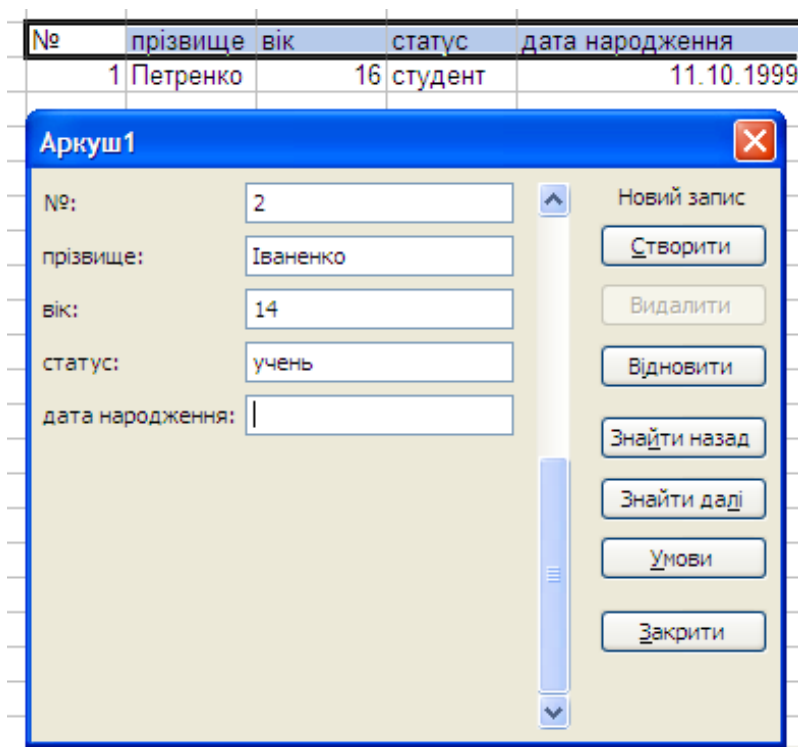 № прізвище вік статус дата народження
1 Петренко 16 студент 11.10.1999
Аркуш1
№: 2 Новий запис
Створити
прізвище: Іваненко
вік: 14 Видалити
статус: учень Відновити
дата народження: Знайти назад
Знайти далі
Умови
Закрити